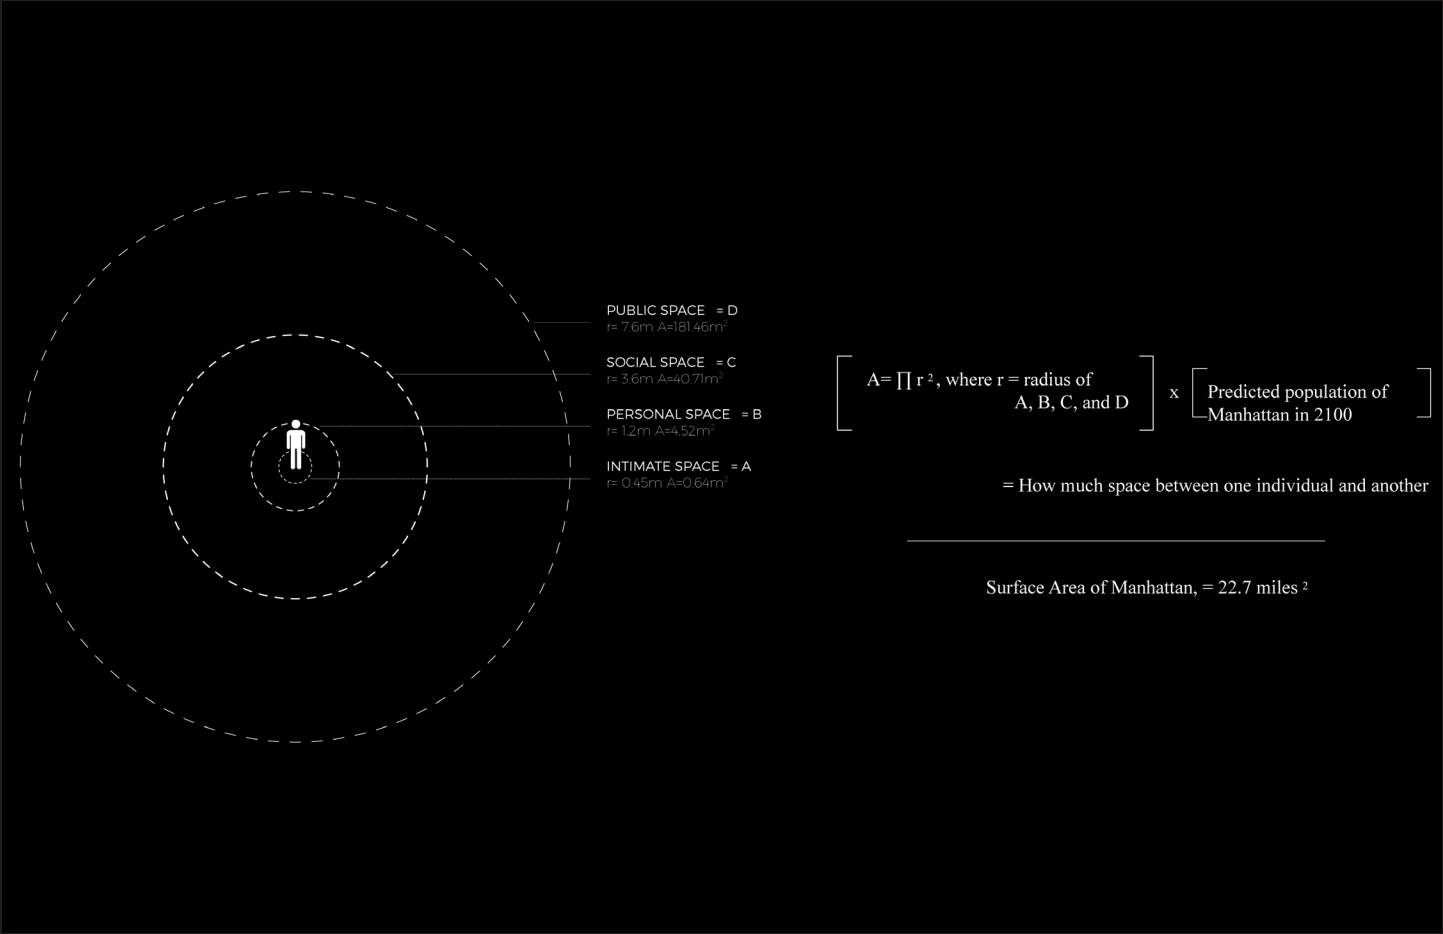 PUBLIC SPACE = D
r= 7.6m A=181.46m²
SOCIAL SPACE = C
r= 3.6m A=40.71m²
PERSONAL SPACE = B
r= 1.2m A=4.52m²
INTIMATE SPACE = A
r= 0.45m A=0.64m²
A= ∏ r ², where r = radius of
A, B, C, and D
x
Predicted population of
Manhattan in 2100
= How much space between one individual and another
Surface Area of Manhattan, = 22.7 miles ²